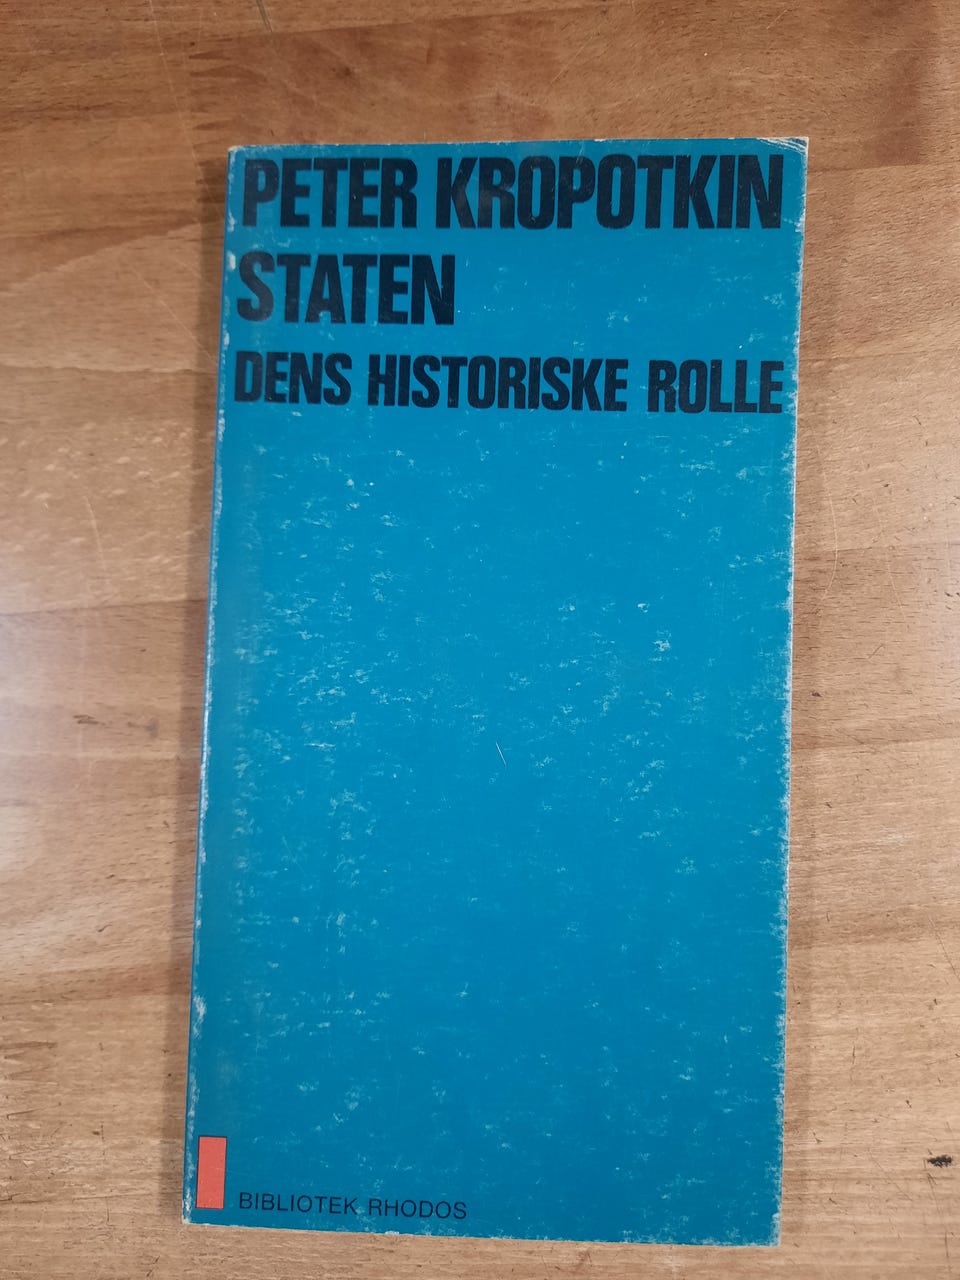 PETER KROPOTKIN
STATEN
DENS HISTORISKE ROLLE
BIBLIOTEK RHODOS